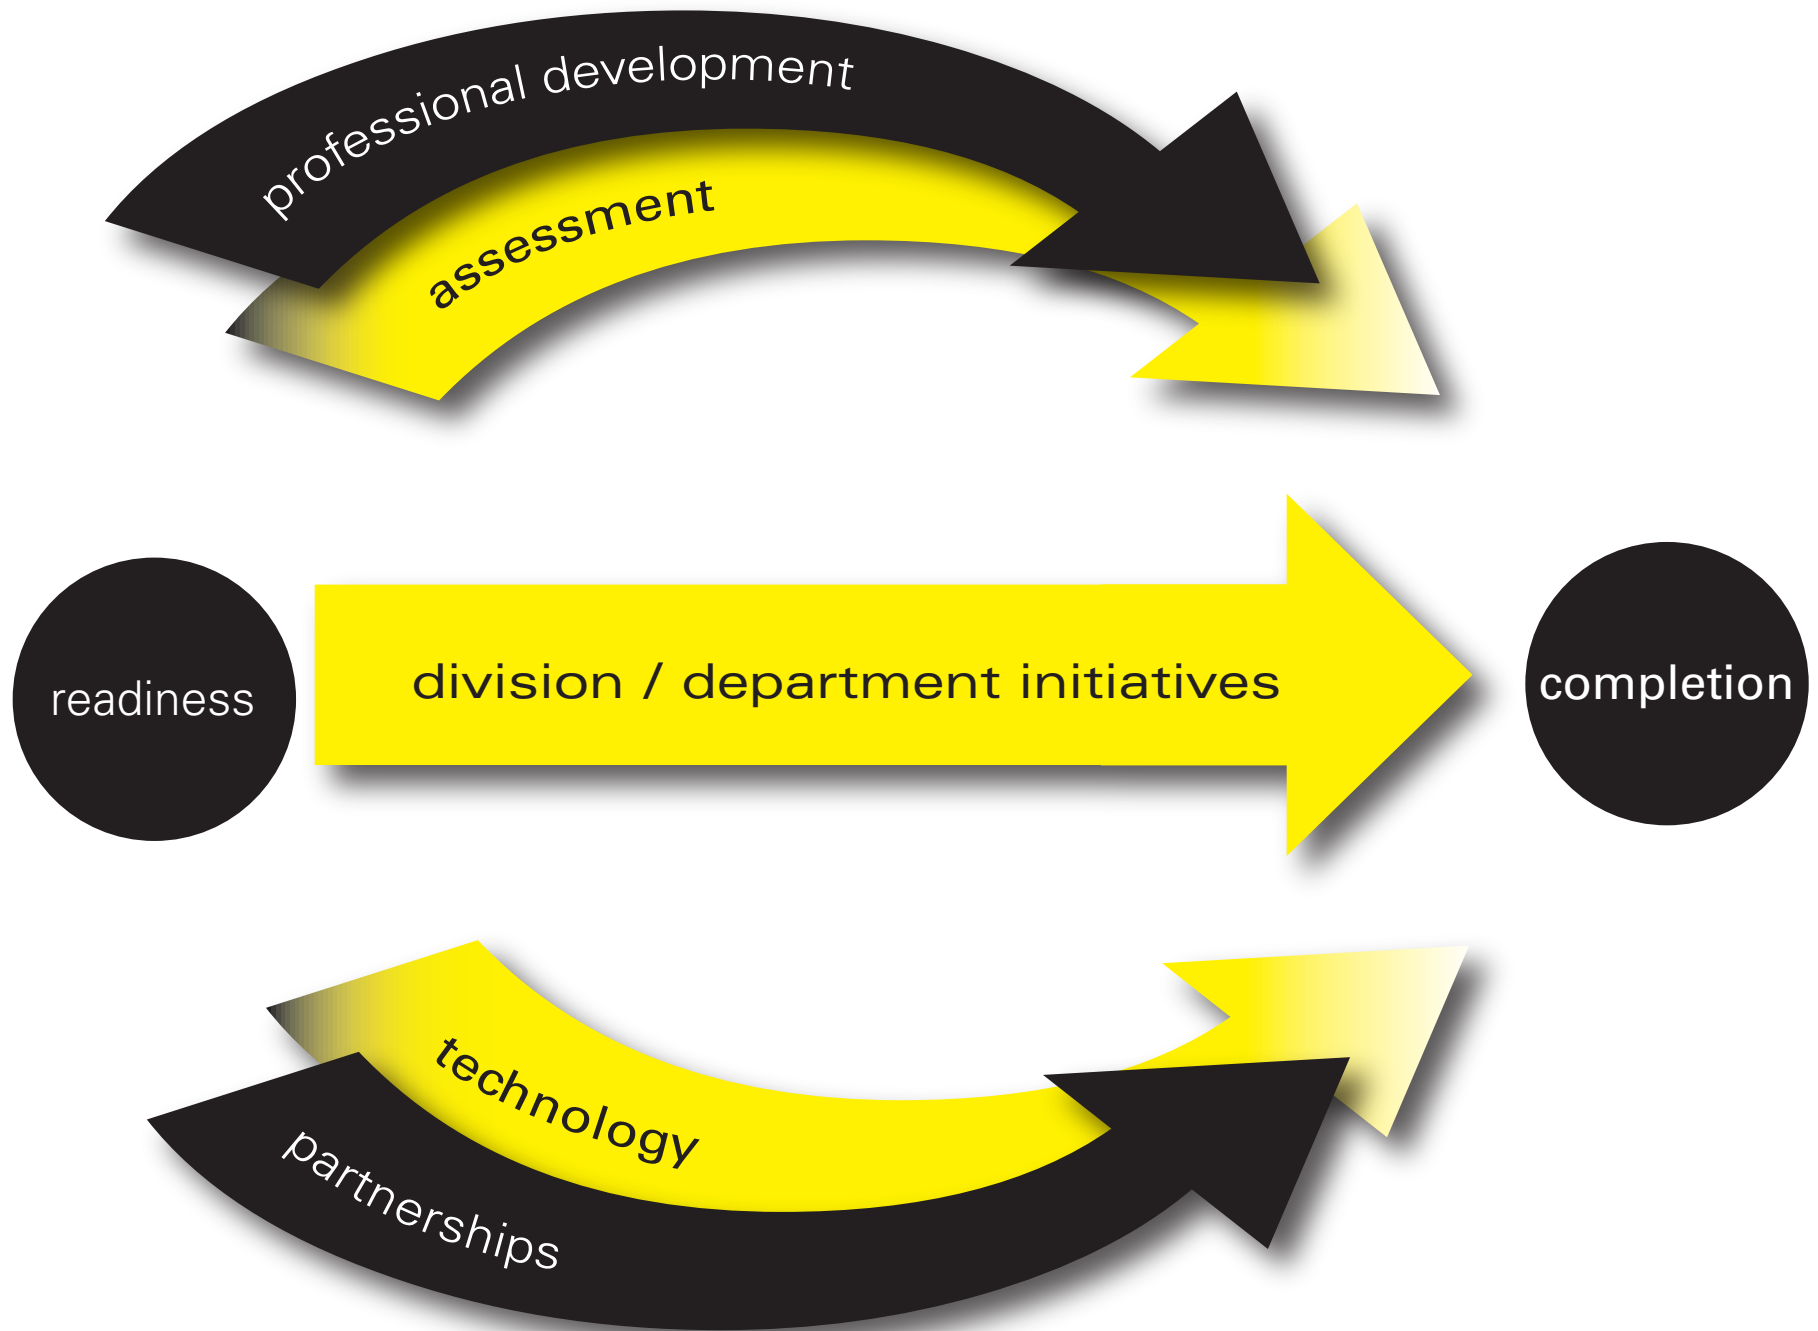 professional development
assessment
readiness
division / department initiatives
completion
technology
partnerships